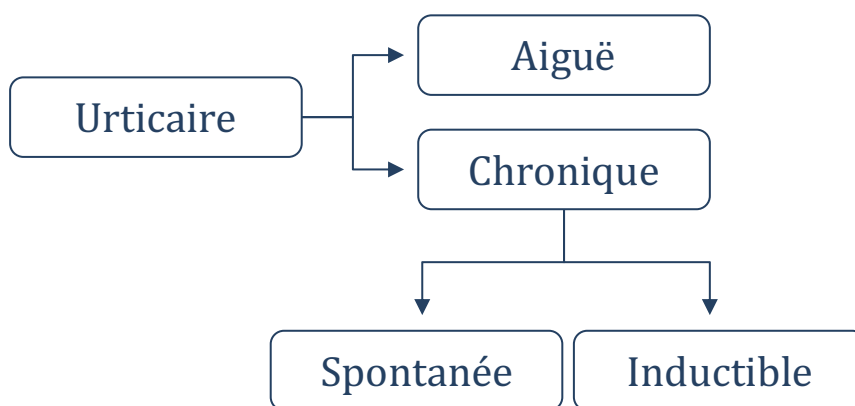 Aiguë
Urticaire
Chronique
Spontanée
Inductible